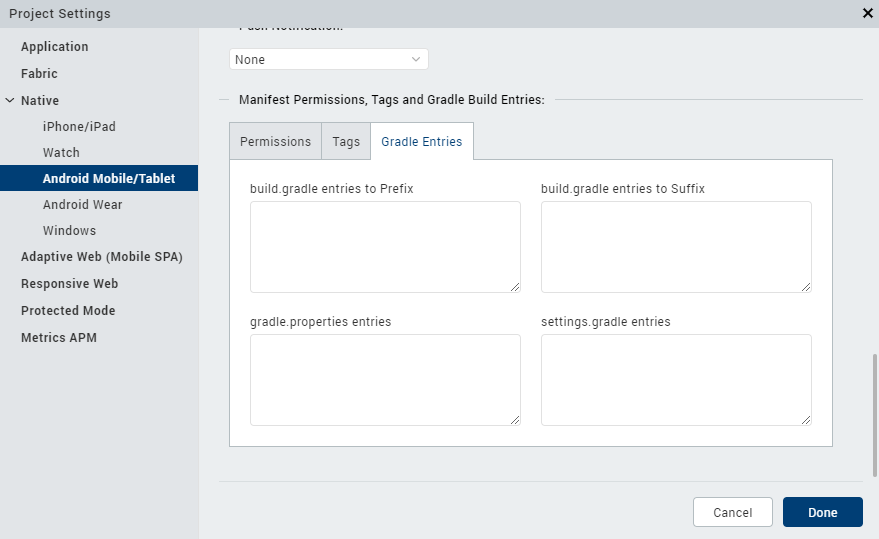 Project Settings
Application
Fabric
Native
iPhone/iPad
Watch
Android Mobile/Tablet
Android Wear
Windows
Adaptive Web (Mobile SPA)
Responsive Web
Protected Mode
Metrics APM
Push Notification:
None
Manifest Permissions, Tags and Gradle Build Entries:
Permissions Tags Gradle Entries
build.gradle entries to Prefix build.gradle entries to Suffix
gradle.properties entries settings.gradle entries
Cancel Done